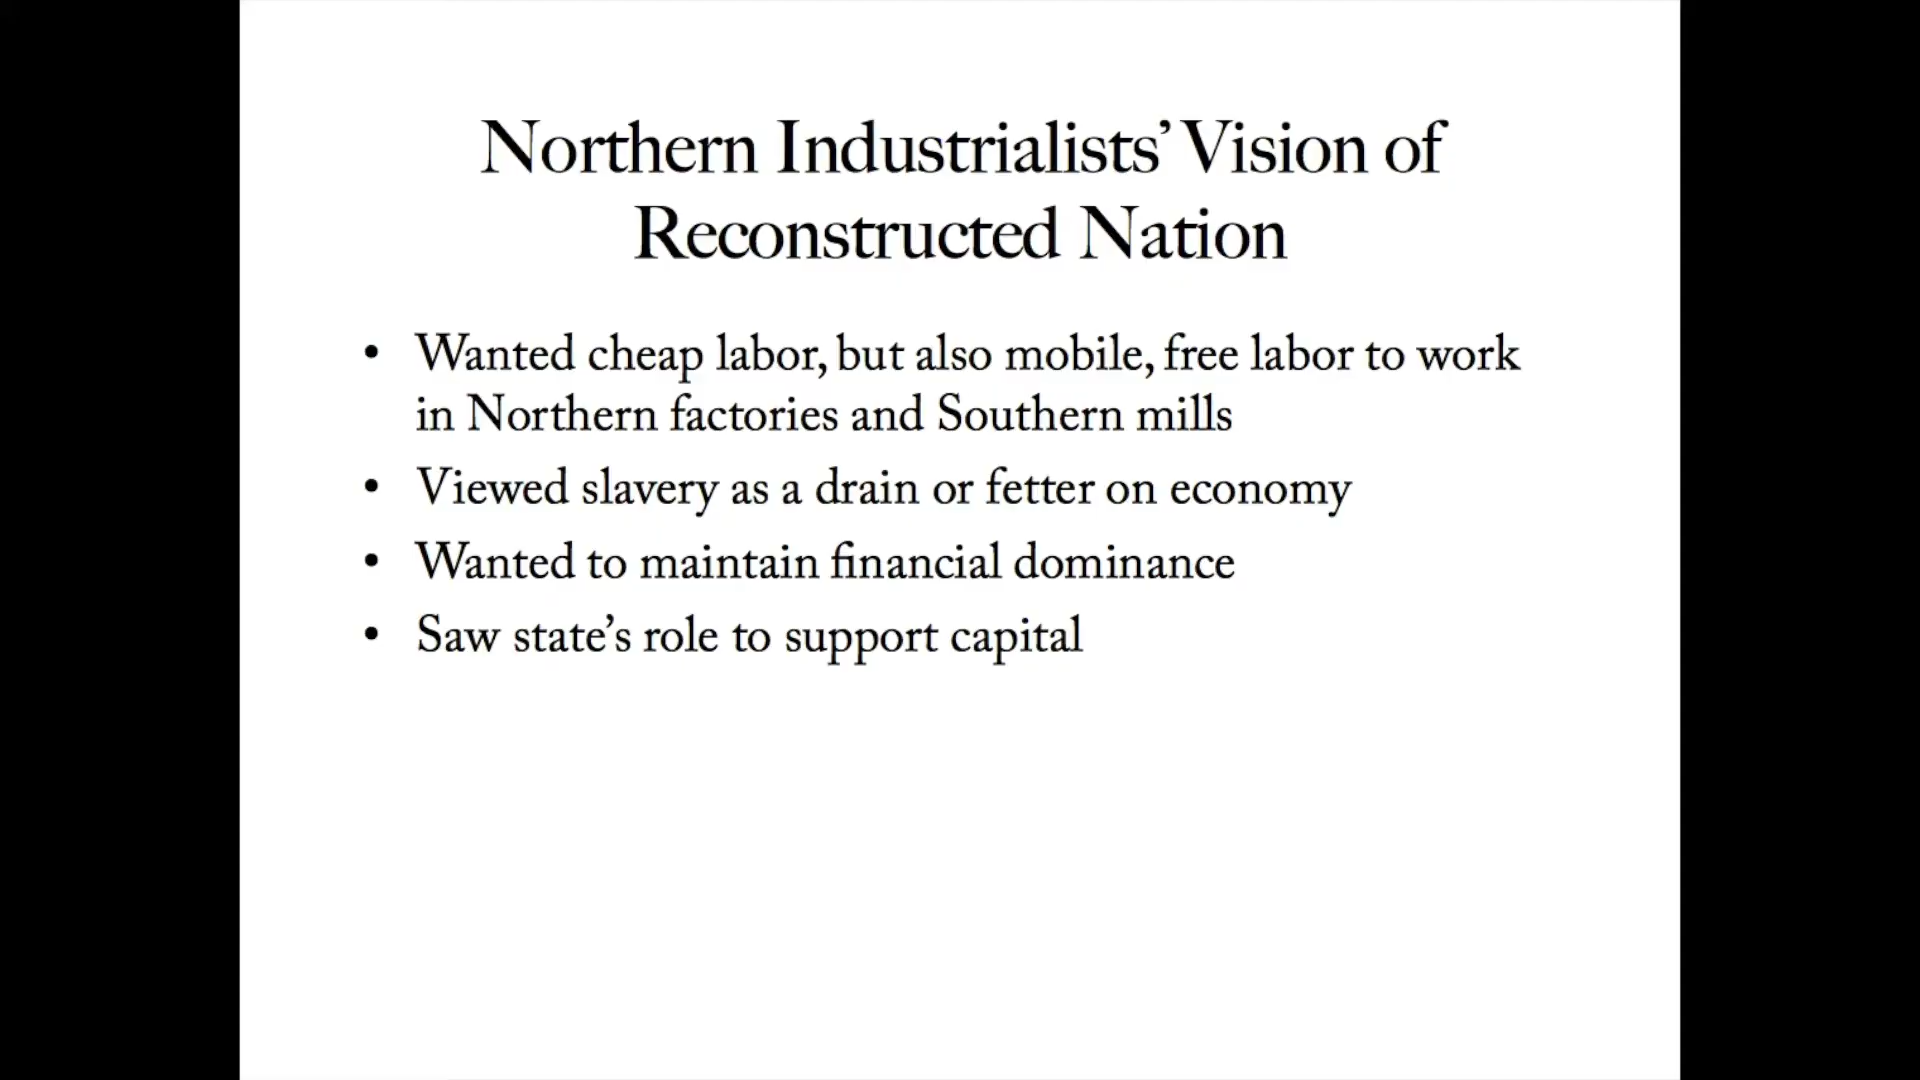 Northern Industrialists’ Vision of
Reconstructed Nation
• Wanted cheap labor, but also mobile, free labor to work
in Northern factories and Southern mills
• Viewed slavery as a drain or fetter on economy
• Wanted to maintain financial dominance
• Saw state’s role to support capital